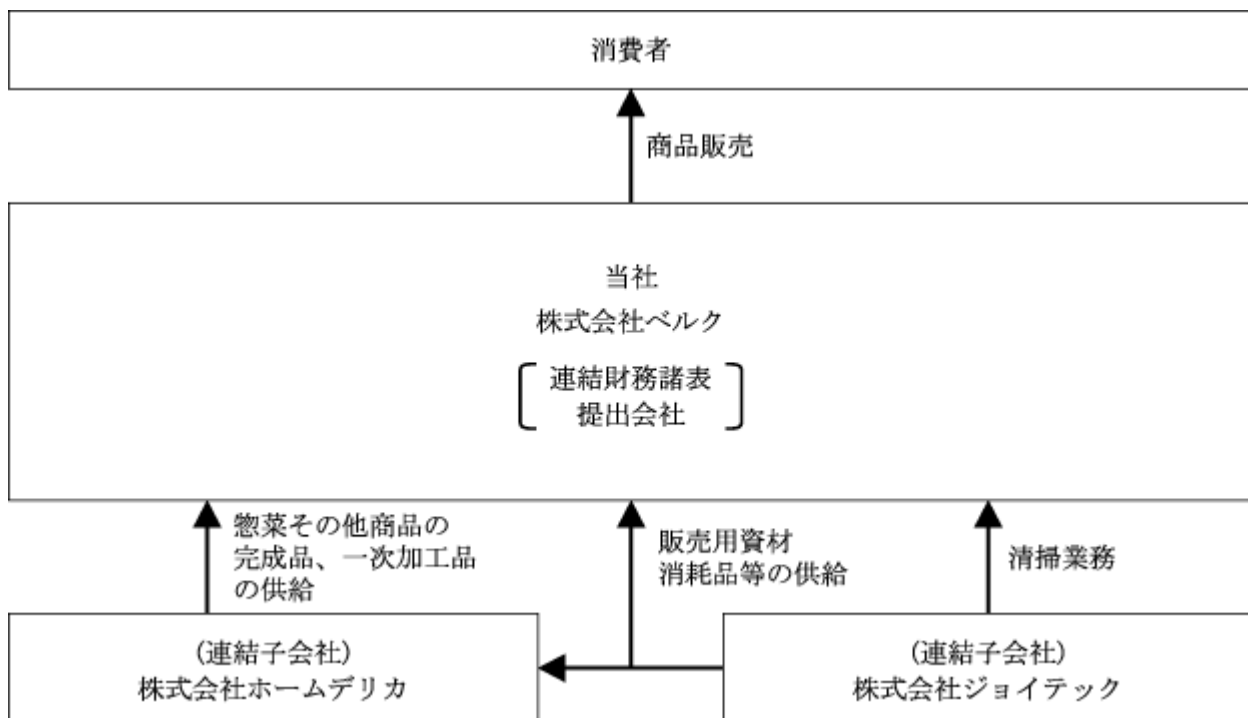 消費者
商品販売
当社
株式会社ベルク
連結財務諸表
提出会社
惣菜その他商品の
完成品、一次加工品
の供給
販売用資材
消耗品等の供給
清掃業務
(連結子会社)
株式会社ホームデリカ
(連結子会社)
株式会社ジョイテック